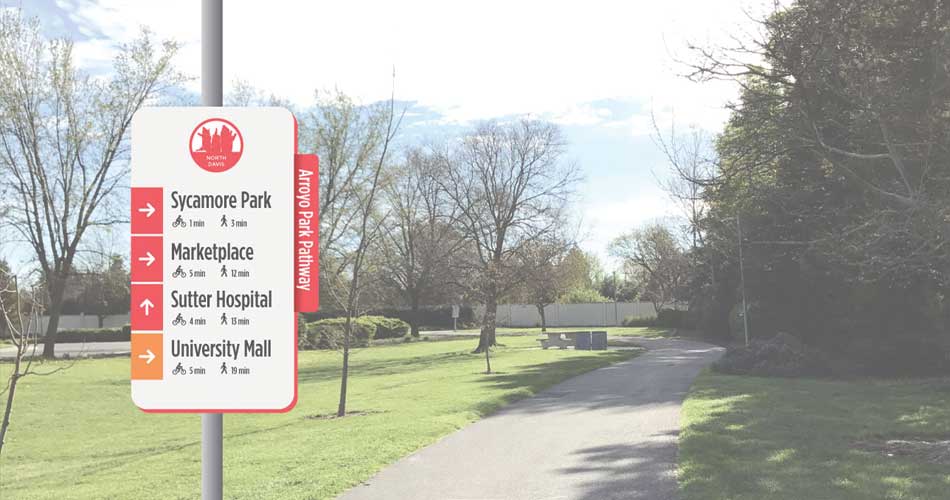 NORTH
DAVIS
Sycamore Park
1 min 3 min
Marketplace
5 min 12 min
Sutter Hospital
4 min 13 min
University Mall
5 min 19 min
Arroyo Park Pathway